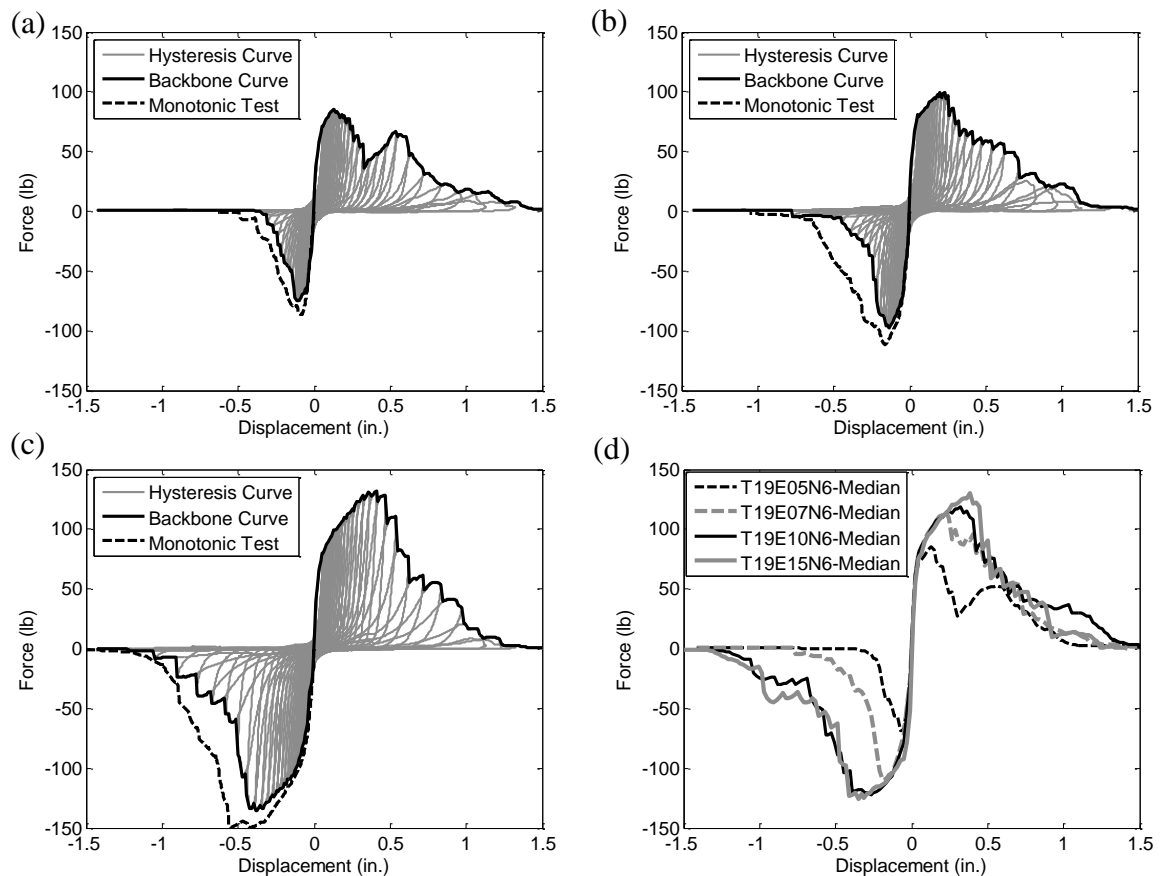 (a)
150
100
50
0
-50
-100
-150
Force (lb)
Hysteresis Curve
Backbone Curve
Monotonic Test
-1.5 -1 -0.5 0 0.5 1 1.5
Displacement (in.)
(b)
150
100
50
0
-50
-100
-150
Force (lb)
Hysteresis Curve
Backbone Curve
Monotonic Test
-1.5 -1 -0.5 0 0.5 1 1.5
Displacement (in.)
(c)
150
100
50
0
-50
-100
-150
Force (lb)
Hysteresis Curve
Backbone Curve
Monotonic Test
-1.5 -1 -0.5 0 0.5 1 1.5
Displacement (in.)
(d)
150
100
50
0
-50
-100
-150
Force (lb)
T19E05N6-Median
T19E07N6-Median
T19E10N6-Median
T19E15N6-Median
-1.5 -1 -0.5 0 0.5 1 1.5
Displacement (in.)